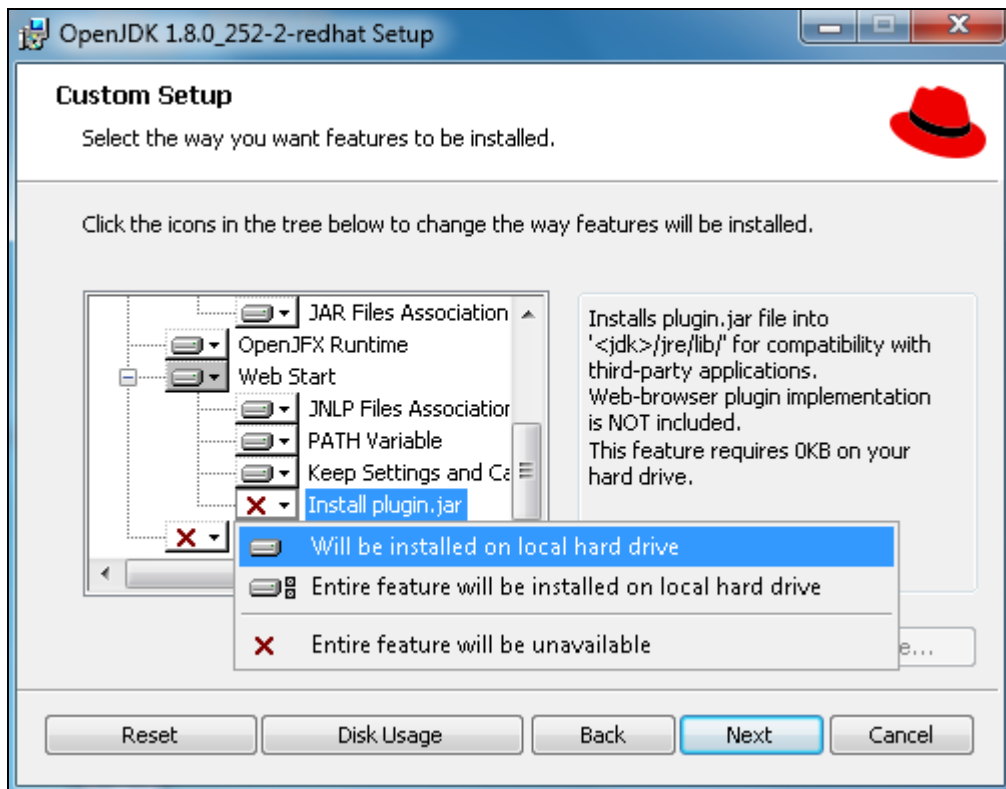 OpenJDK 1.8.0_252-2-redhat Setup
Custom Setup
Select the way you want features to be installed.
Click the icons in the tree below to change the way features will be installed.
JAR Files Association
OpenJFX Runtime
Web Start
JNLP Files Association
PATH Variable
Keep Settings and Ca
Install plugin.jar
Installs plugin.jar file into
'<jdk>/jre/lib/' for compatibility with
third-party applications.
Web-browser plugin implementation
is NOT included.
This feature requires 0KB on your
hard drive.
Will be installed on local hard drive
Entire feature will be installed on local hard drive
Entire feature will be unavailable
e...
Reset
Disk Usage
Back
Next
Cancel